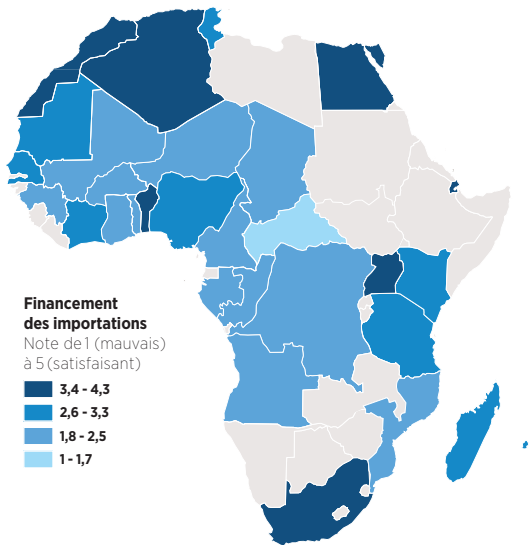 Financement
des importations
Note de 1 (mauvais)
à 5 (satisfaisant)
3,4 - 4,3
2,6 - 3,3
1,8 - 2,5
1 - 1,7